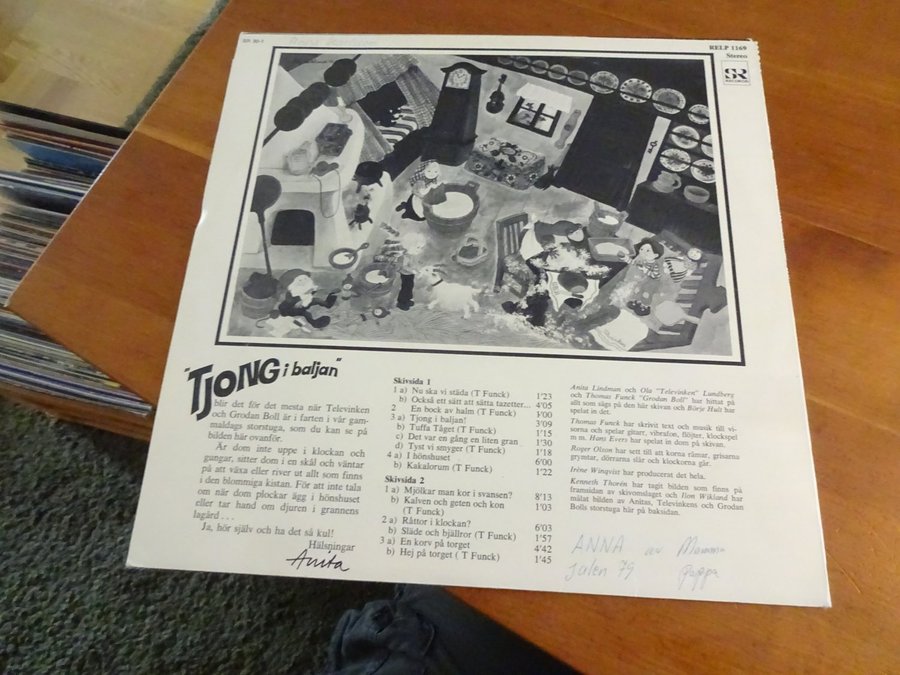 RELP 1169
Stereo
SR
RECORDS
"TJONG i baljan"
blir det för det mesta när Televinken
och Grodan Boll är i farten i vår gam-
maldags storstuga, som du kan se på
bilden här ovanför.
Är dom inte uppe i klockan och
gungar, sitter dom i en skål och väntar
på att växa eller river ut allt som finns
i den blommiga kistan. För att inte tala
om när dom plockar ägg i hönshuset
eller tar hand om djuren i grannens
lagård . . .
Ja, hör själv och ha det så kul!
Hälsningar
Anita
Skivsida 1
1 a) Nu ska vi städa (T Funck) 1'23
b) Också ett sätt att sätta tazetter... 4'05
2 En bock av halm (T Funck) 1'00
3 a) Tjong i baljan! 3'09
b) Tuffa Tåget (T Funck) 1'15
c) Det var en gång en liten gran 1'30
d) Tyst vi smyger (T Funck) 1'18
4 a) I hönshuset 6'00
b) Kakalorum (T Funck) 1'22
Skivsida 2
1 a) Mjölkar man kor i svansen? 8'13
b) Kalven och geten och kon 1'03
(T Funck)
2 a) Råttor i klockan? 6'03
b) Släde och bjällror (T Funck) 1'57
3 a) En korv på torget 4'42
b) Hej på torget ( T Funck) 1'45
Anita Lindman och Ola "Televinken" Lundberg
och Thomas Funck "Grodan Boll" har hittat på
allt som sägs på den här skivan och Börje Hult har
spelat in det.
Thomas Funck har skrivit text och musik till vi-
sorna och spelar gitarr, vibrafon, flöjter, klockspel
m m. Hans Evers har spelat in dom på skivan.
Roger Olson har sett till att korna råmar, grisarna
gryntar, dörrarna slår och klockorna går.
Irène Winqvist har producerat det hela.
Kenneth Thorén har tagit bilden som finns på
framsidan av skivomslaget och Ilon Wikland har
målat bilden av Anitas, Televinkens och Grodan
Bolls storstuga här på baksidan.
ANNA av Mamma
Julen 79 Pappa